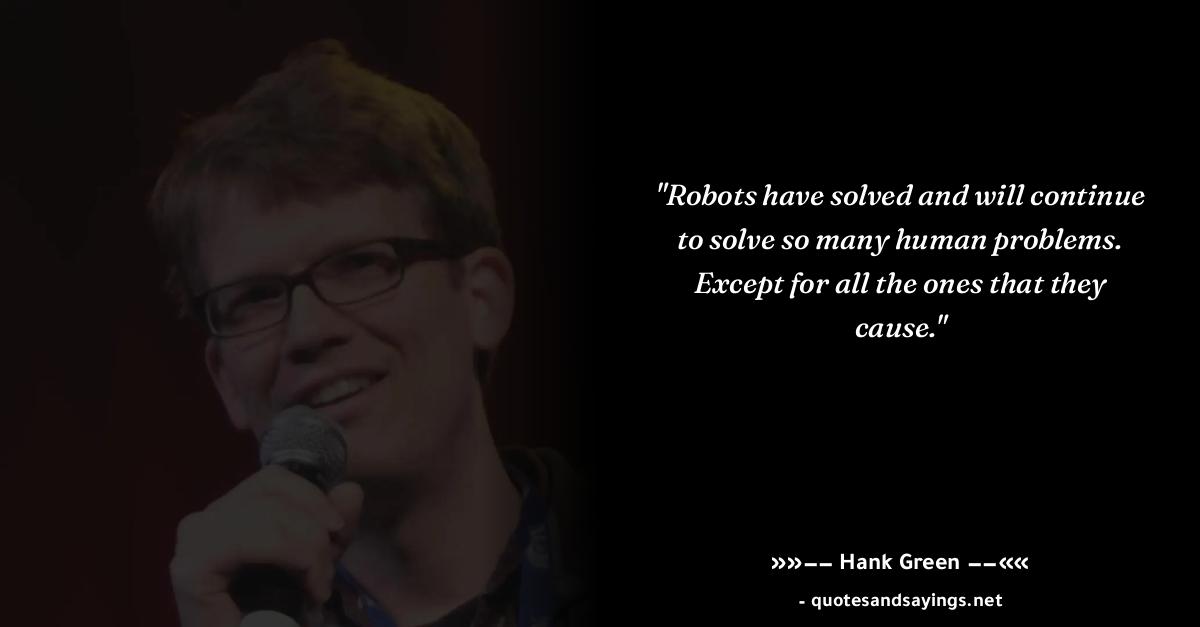 "Robots have solved and will continue
to solve so many human problems.
Except for all the ones that they
cause."
»»–– Hank Green ––««
- quotesandsayings.net